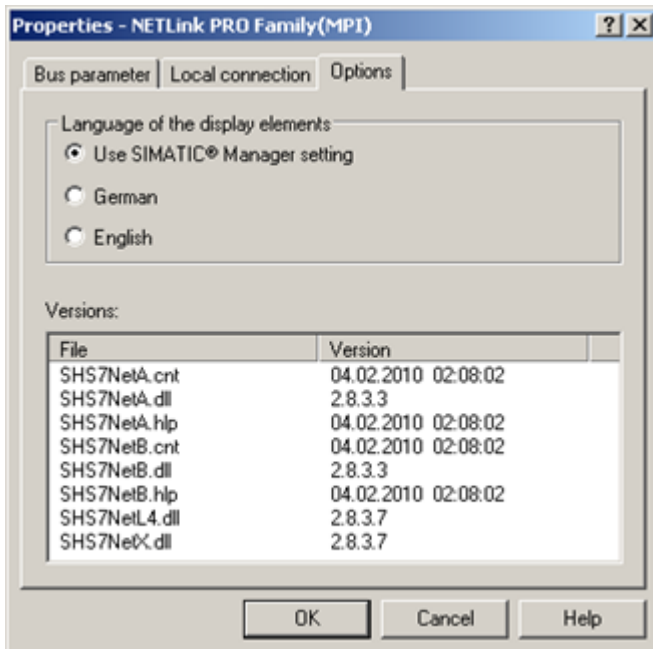 Properties - NETLink PRO Family(MPI)
Bus parameter Local connection Options
Language of the display elements
Use SIMATIC® Manager setting
German
English
Versions:
File Version
SHS7NetA.cnt 04.02.2010 02:08:02
SHS7NetA.dll 2.8.3.3
SHS7NetA.hlp 04.02.2010 02:08:02
SHS7NetB.cnt 04.02.2010 02:08:02
SHS7NetB.dll 2.8.3.3
SHS7NetB.hlp 04.02.2010 02:08:02
SHS7NetL4.dll 2.8.3.7
SHS7NetX.dll 2.8.3.7
OK Cancel Help